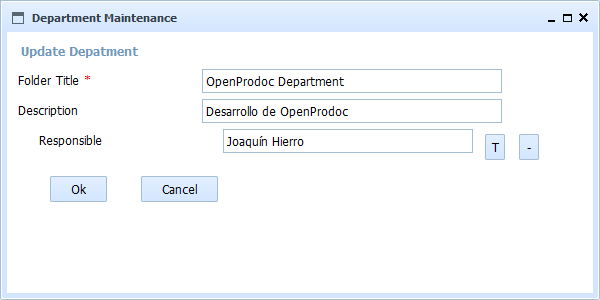 Department Maintenance
Update Depatment
Folder Title * OpenProdoc Department
Description Desarrollo de OpenProdoc
Responsible Joaquín Hierro T -
Ok Cancel